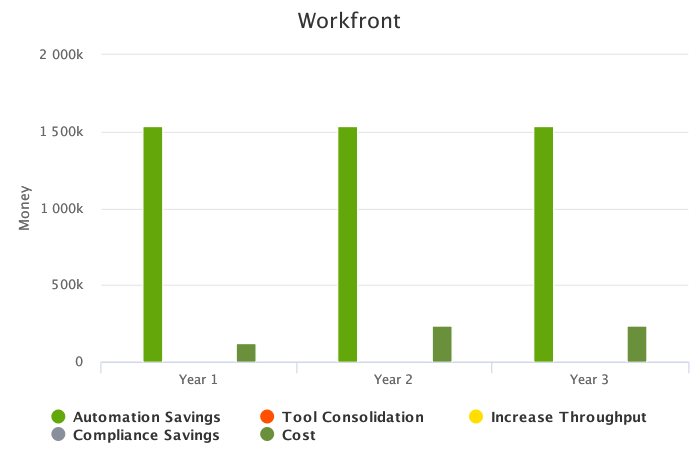 Workfront
2 000k
1 500k
1 000k
500k
0
Money
Year 1
Year 2
Year 3
Automation Savings
Tool Consolidation
Increase Throughput
Compliance Savings
Cost